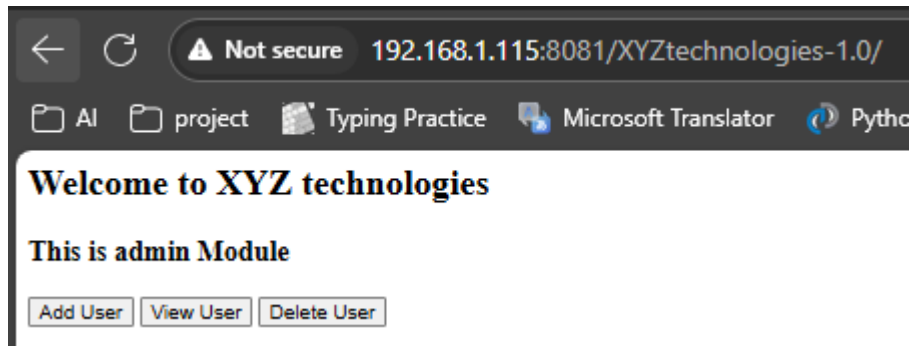 Not secure 192.168.1.115:8081/XYZtechnologies-1.0/
AI project Typing Practice Microsoft Translator
Welcome to XYZ technologies
This is admin Module
Add User View User Delete User